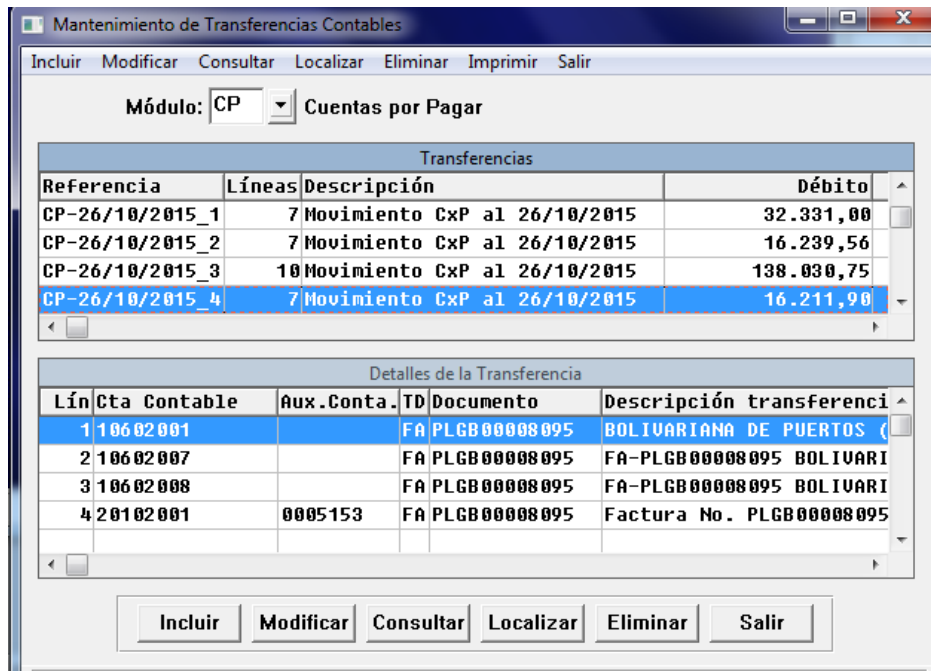 Mantenimiento de Transferencias Contables
Incluir Modificar Consultar Localizar Eliminar Imprimir Salir
Módulo: CP Cuentas por Pagar
Transferencias
Referencia Líneas Descripción Débito
CP-26/10/2015_1 7 Movimiento CxP al 26/10/2015 32.331,00
CP-26/10/2015_2 7 Movimiento CxP al 26/10/2015 16.239,56
CP-26/10/2015_3 10 Movimiento CxP al 26/10/2015 138.030,75
CP-26/10/2015_4 7 Movimiento CxP al 26/10/2015 16.211,90
Detalles de la Transferencia
Lín Cta Contable Aux.Conta. TD Documento Descripción transferenci
1 10602001 FA PLGB00008095 BOLIVARIANA DE PUERTOS (
2 10602007 FA PLGB00008095 FA-PLGB00008095 BOLIVARI
3 10602008 FA PLGB00008095 FA-PLGB00008095 BOLIVARI
4 20102001 0005153 FA PLGB00008095 Factura No. PLGB00008095
Incluir Modificar Consultar Localizar Eliminar Salir